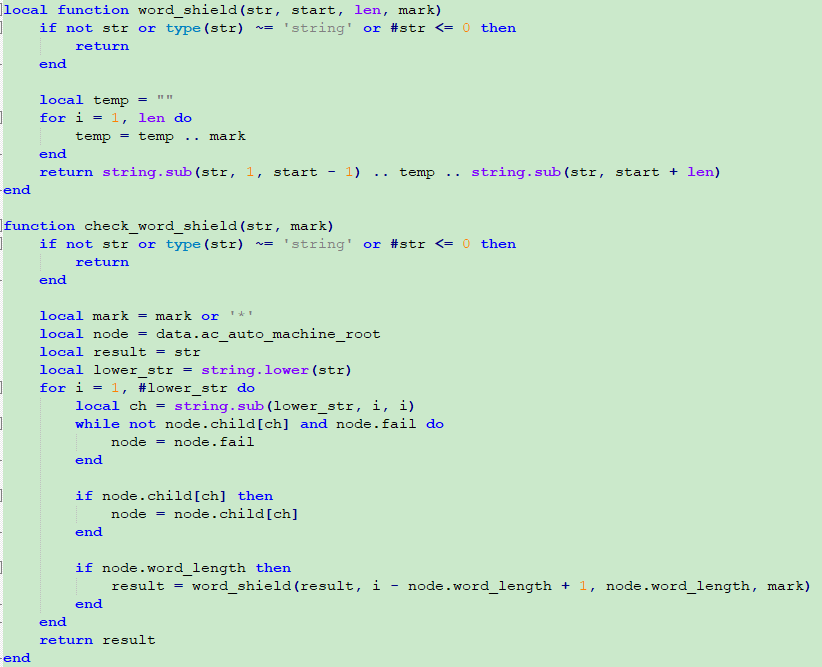 local function word_shield(str, start, len, mark)
    if not str or type(str) ~= 'string' or #str <= 0 then
        return
    end

    local temp = ""
    for i = 1, len do
        temp = temp .. mark
    end
    return string.sub(str, 1, start - 1) .. temp .. string.sub(str, start + len)
end

function check_word_shield(str, mark)
    if not str or type(str) ~= 'string' or #str <= 0 then
        return
    end

    local mark = mark or '*'
    local node = data.ac_auto_machine_root
    local result = str
    local lower_str = string.lower(str)
    for i = 1, #lower_str do
        local ch = string.sub(lower_str, i, i)
        while not node.child[ch] and node.fail do
            node = node.fail
        end

        if node.child[ch] then
            node = node.child[ch]
        end

        if node.word_length then
            result = word_shield(result, i - node.word_length + 1, node.word_length, mark)
        end
    end
    return result
end